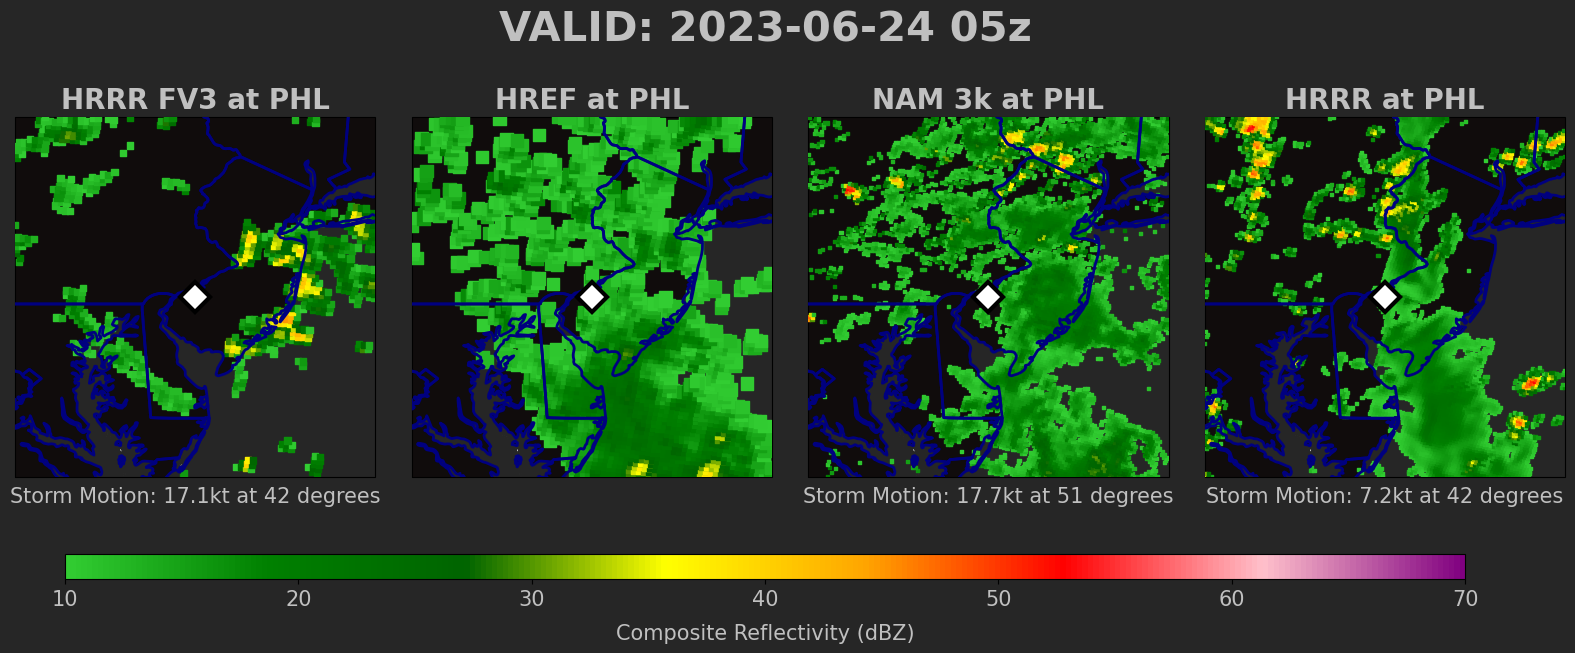 VALID: 2023-06-24 05z
HRRR FV3 at PHL
HREF at PHL
NAM 3k at PHL
HRRR at PHL
Storm Motion: 17.1kt at 42 degrees
Storm Motion: 17.7kt at 51 degrees
Storm Motion: 7.2kt at 42 degrees
10 20 30 40 50 60 70
Composite Reflectivity (dBZ)